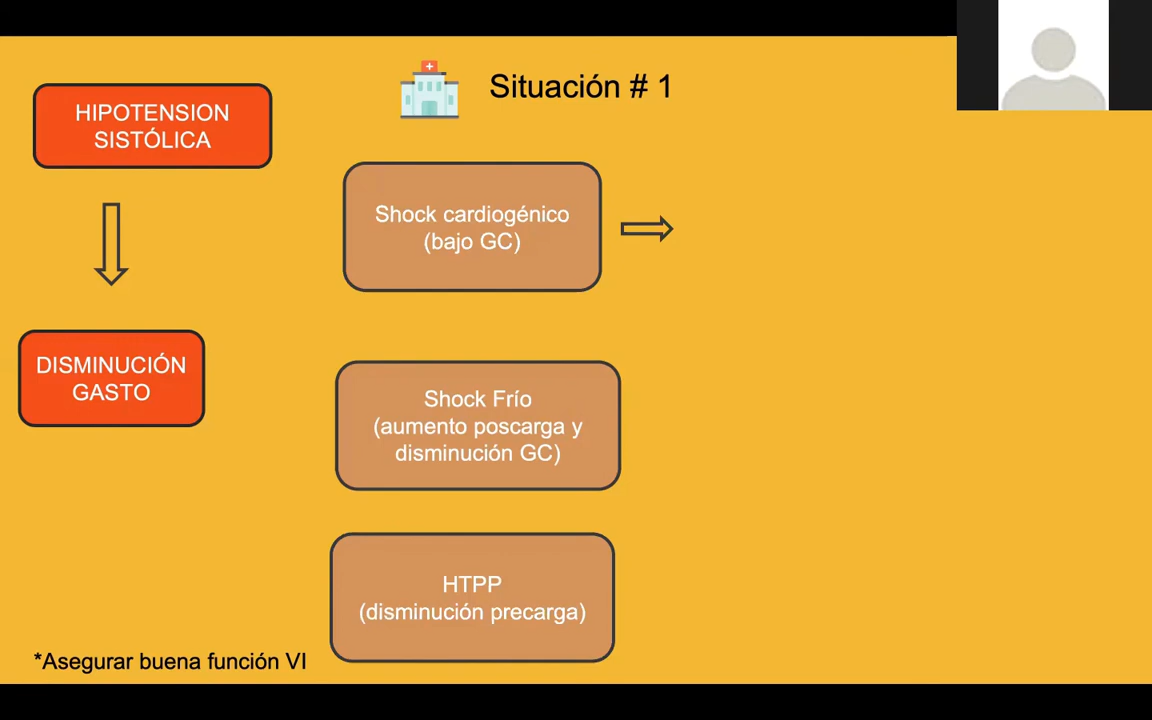 Situación # 1
HIPOTENSION
SISTÓLICA
DISMINUCIÓN
GASTO
Shock cardiogénico
(bajo GC)
Shock Frío
(aumento poscarga y
disminución GC)
HTPP
(disminución precarga)
*Asegurar buena función VI